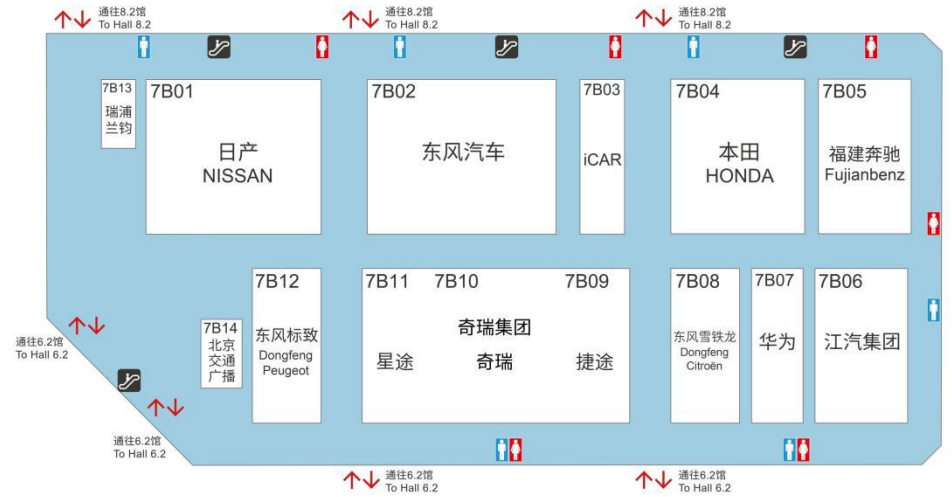 通往8.2馆
To Hall 8.2
通往8.2馆
To Hall 8.2
通往8.2馆
To Hall 8.2
7B13
瑞浦
兰钧
7B01
日产
NISSAN
7B02
东风汽车
7B03
iCAR
7B04
本田
HONDA
7B05
福建奔驰
Fujianbenz
7B12
东风标致
Dongfeng
Peugeot
7B14
北京
交通
广播
7B11
星途
7B10
奇瑞集团
奇瑞
7B09
捷途
7B08
东风雪铁龙
Dongfeng
Citroën
7B07
华为
7B06
江汽集团
通往6.2馆
To Hall 6.2
通往6.2馆
To Hall 6.2
通往6.2馆
To Hall 6.2
通往6.2馆
To Hall 6.2